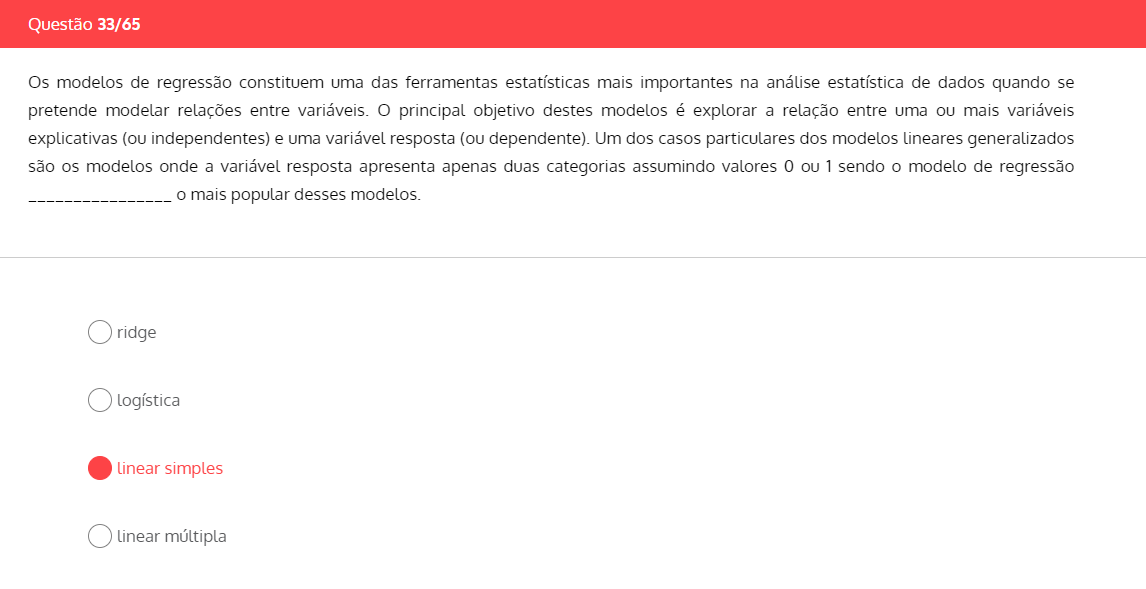 Questão 33/65
Os modelos de regressão constituem uma das ferramentas estatísticas mais importantes na análise estatística de dados quando se
pretende modelar relações entre variáveis. O principal objetivo destes modelos é explorar a relação entre uma ou mais variáveis
explicativas (ou independentes) e uma variável resposta (ou dependente). Um dos casos particulares dos modelos lineares generalizados
são os modelos onde a variável resposta apresenta apenas duas categorias assumindo valores 0 ou 1 sendo o modelo de regressão
________________ o mais popular desses modelos.
ridge
logística
linear simples
linear múltipla